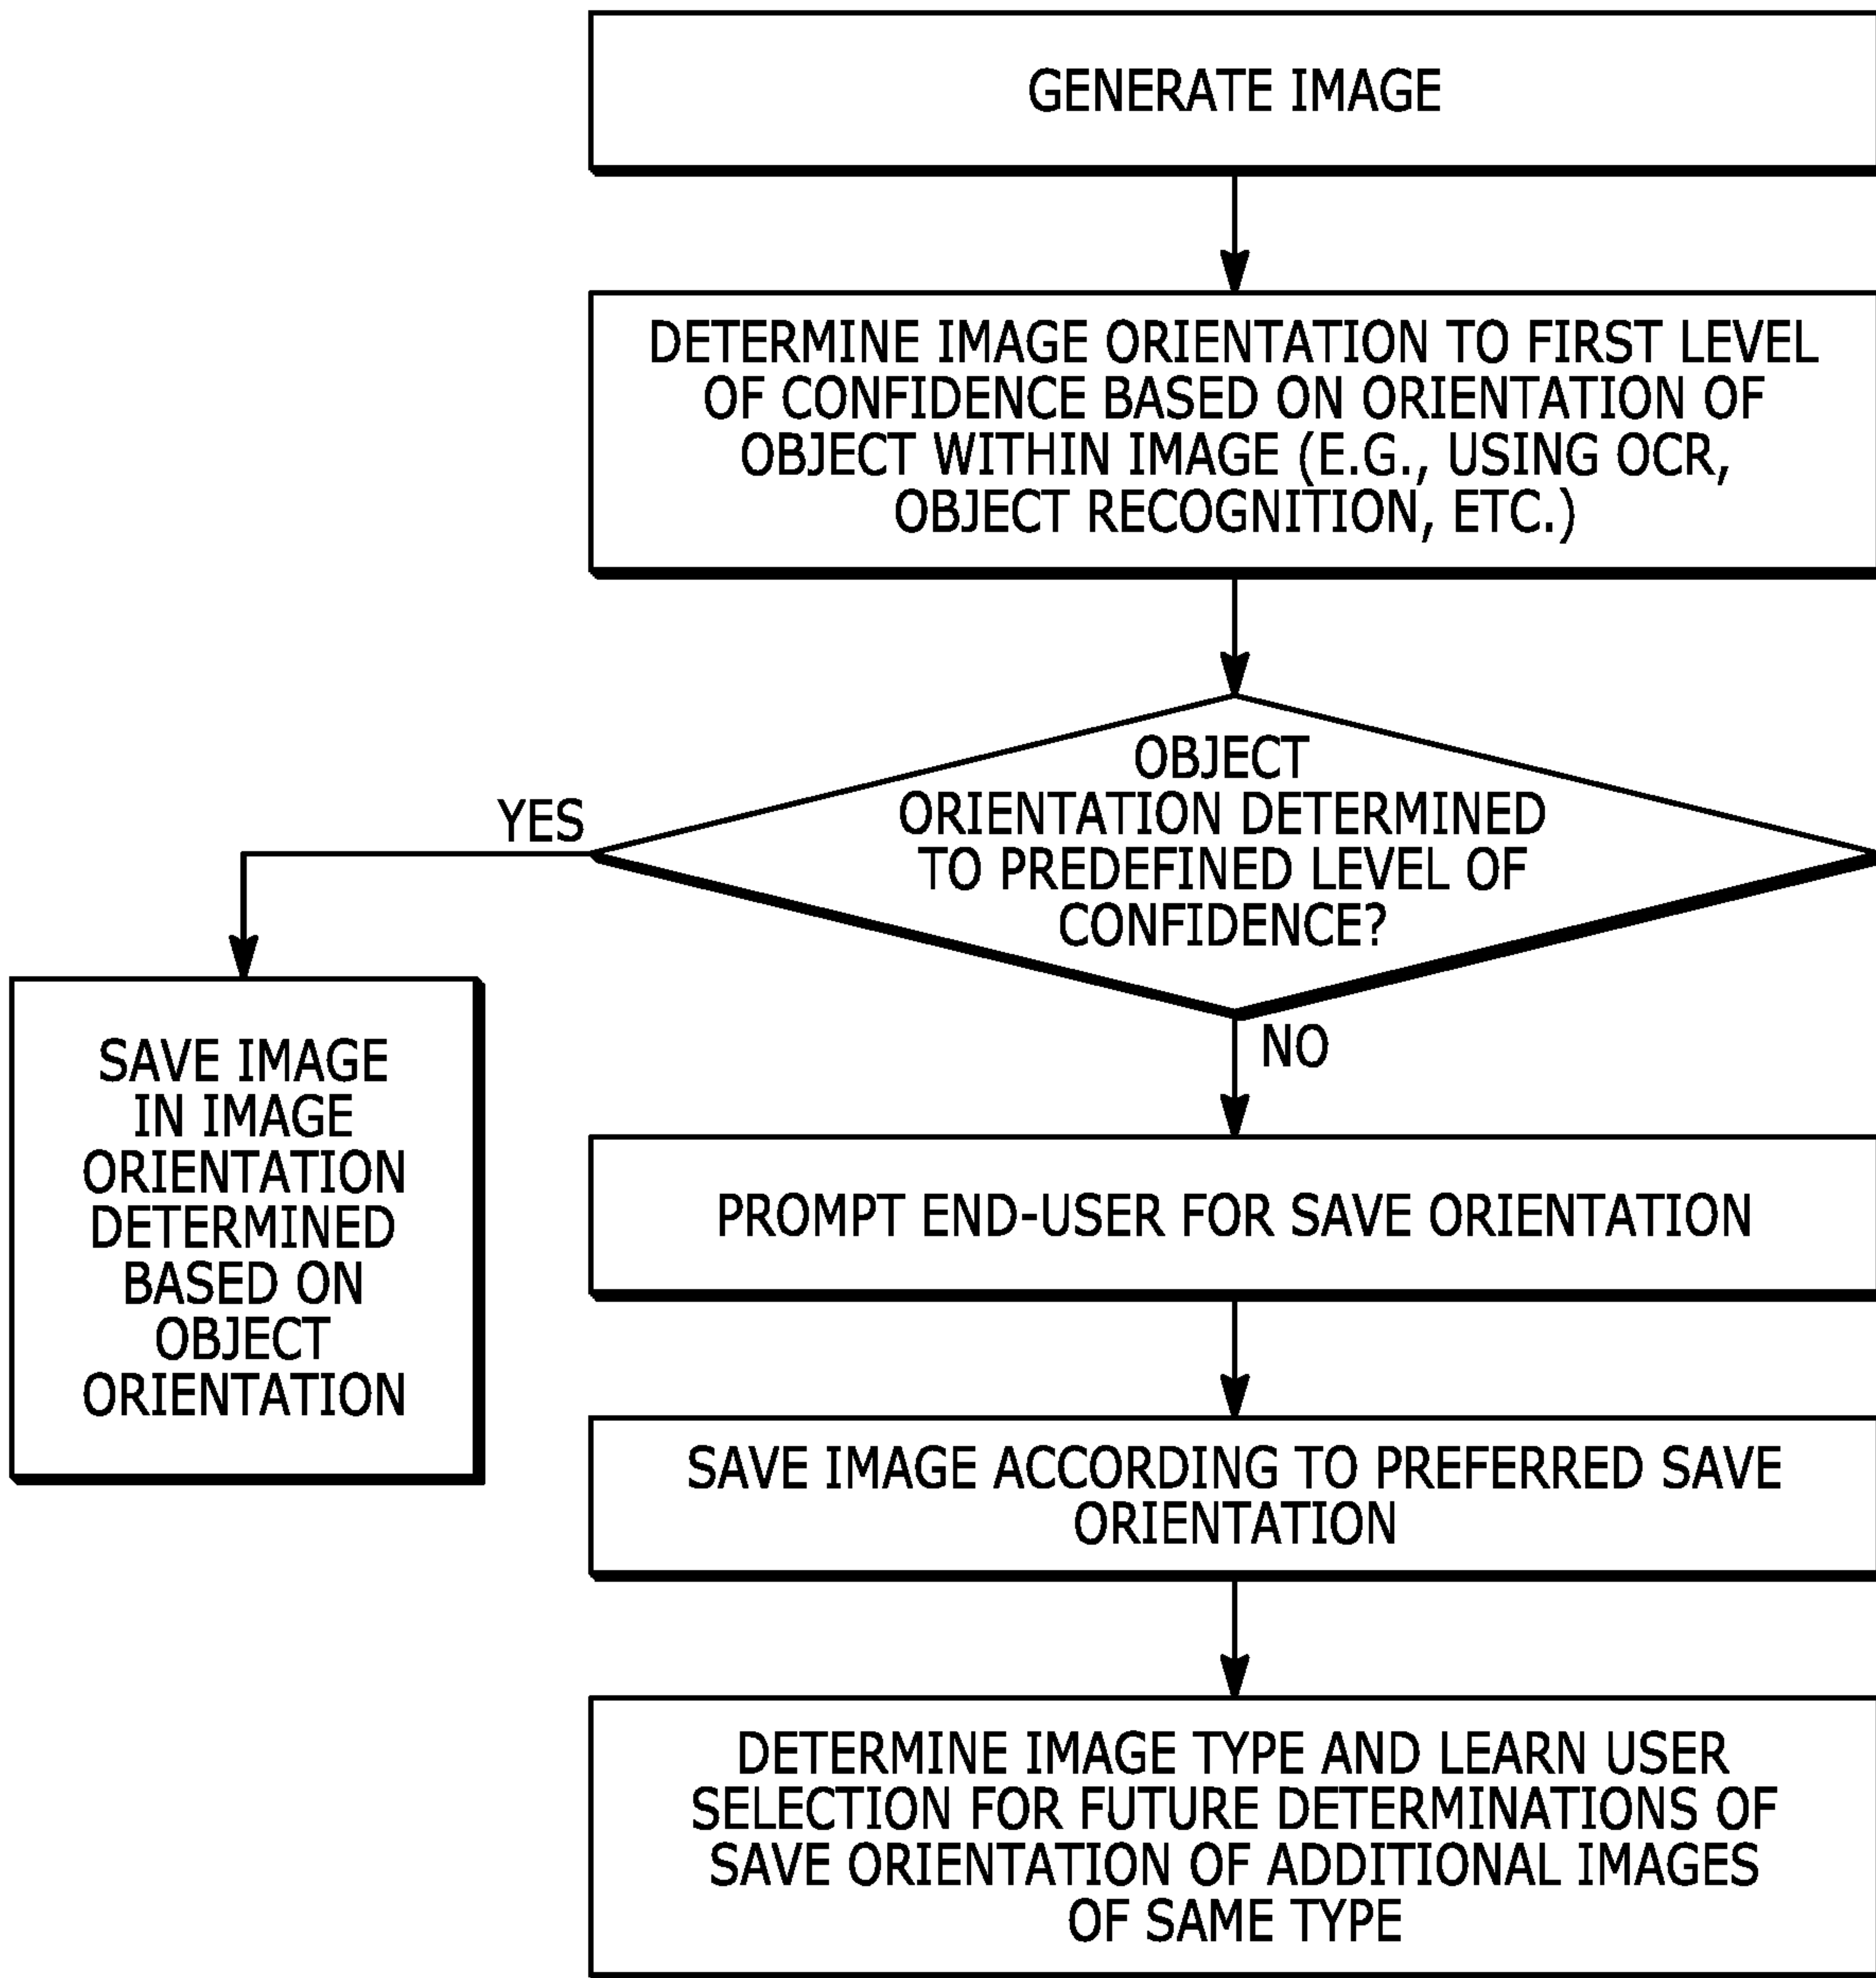 GENERATE IMAGE
DETERMINE IMAGE ORIENTATION TO FIRST LEVEL
OF CONFIDENCE BASED ON ORIENTATION OF
OBJECT WITHIN IMAGE (E.G., USING OCR,
OBJECT RECOGNITION, ETC.)
OBJECT
ORIENTATION DETERMINED
TO PREDEFINED LEVEL OF
CONFIDENCE?
YES
SAVE IMAGE
IN IMAGE
ORIENTATION
DETERMINED
BASED ON
OBJECT
ORIENTATION
NO
PROMPT END-USER FOR SAVE ORIENTATION
SAVE IMAGE ACCORDING TO PREFERRED SAVE
ORIENTATION
DETERMINE IMAGE TYPE AND LEARN USER
SELECTION FOR FUTURE DETERMINATIONS OF
SAVE ORIENTATION OF ADDITIONAL IMAGES
OF SAME TYPE